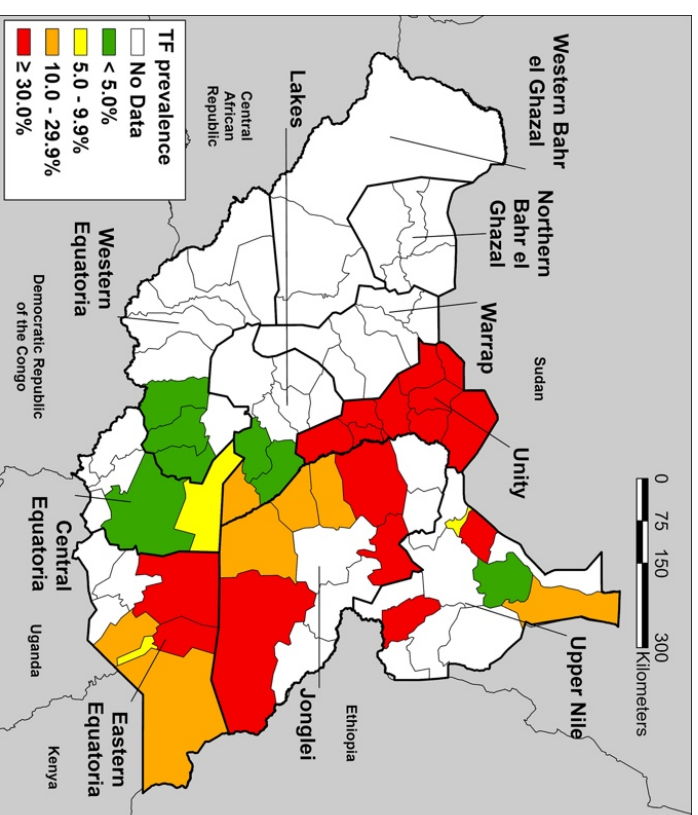 Western Bahr
el Ghazal
Northern
Bahr el
Ghazal
Warrap
Sudan
Unity
0
75
150
300
Kilometers
Upper Nile
Lakes
Central
African
Republic
Western
Equatoria
Democratic Republic
of the Congo
Central
Equatoria
Uganda
Eastern
Equatoria
Kenya
Jonglei
Ethiopia
TF prevalence
No Data
< 5.0%
5.0 - 9.9%
10.0 - 29.9%
≥ 30.0%